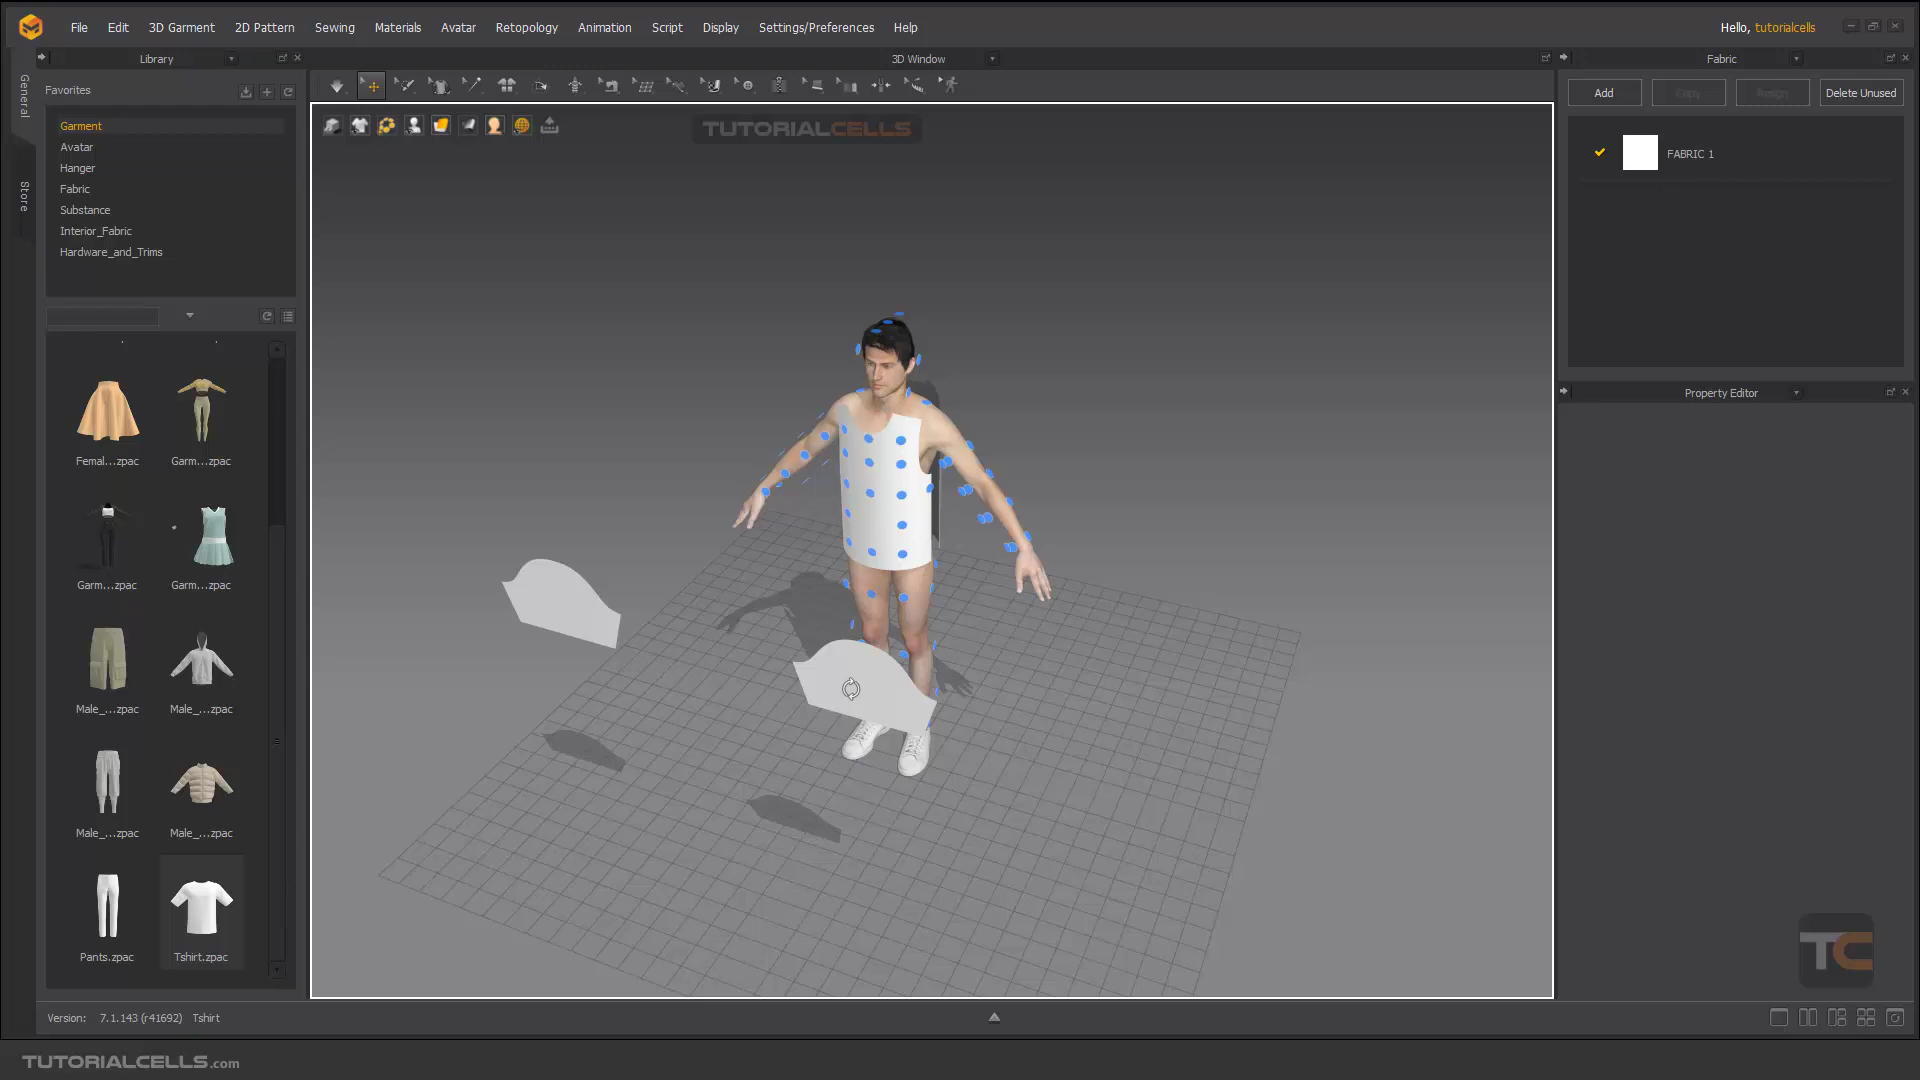 File Edit 3D Garment 2D Pattern Sewing Materials Avatar Retopology Animation Script Display Settings/Preferences Help
Hello, tutorialcells
Library
3D Window
Fabric
General
Store
Favorites
Garment
Avatar
Hanger
Fabric
Substance
Interior_Fabric
Hardware_and_Trims
TUTORIALCELLS
Add Copy Assign Delete Unused
FABRIC 1
Property Editor
Femal...zpac Garm...zpac
Garm...zpac Garm...zpac
Male_...zpac Male_...zpac
Male_...zpac Male_...zpac
Pants.zpac Tshirt.zpac
TC
Version: 7.1.143 (r41692) Tshirt
TUTORIALCELLS.com